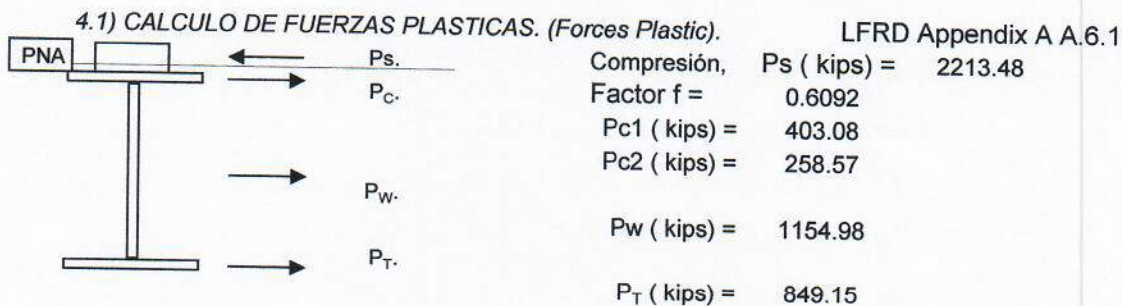 4.1) CALCULO DE FUERZAS PLASTICAS. (Forces Plastic). LFRD Appendix A A.6.1
PNA Ps. Compresión, Ps ( kips) = 2213.48
P_C. Factor f = 0.6092
Pc1 ( kips) = 403.08
Pc2 ( kips) = 258.57
P_W. Pw ( kips) = 1154.98
P_T. P_T ( kips) = 849.15